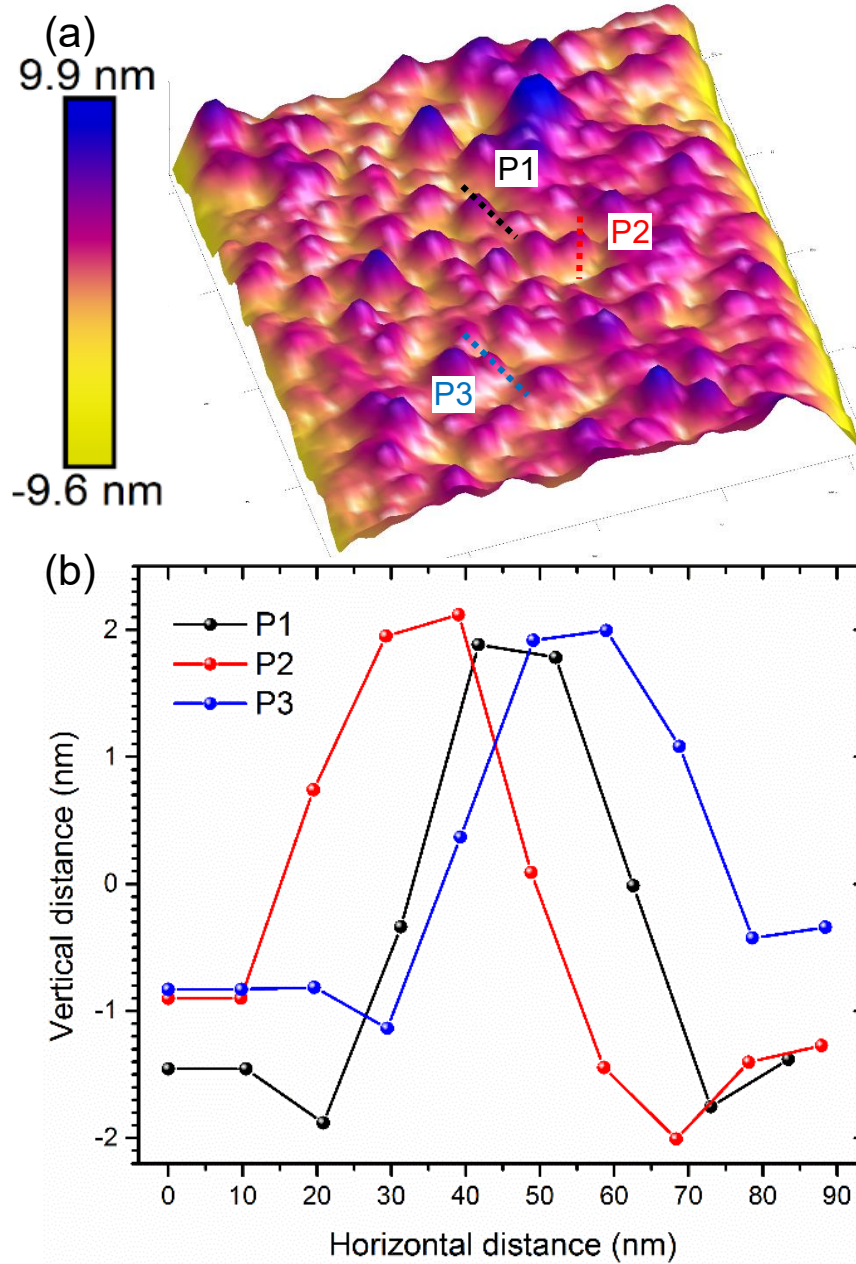 (a)
9.9 nm
-9.6 nm
P1
P2
P3
(b)
P1
P2
P3
2
1
0
-1
-2
Vertical distance (nm)
0 10 20 30 40 50 60 70 80 90
Horizontal distance (nm)